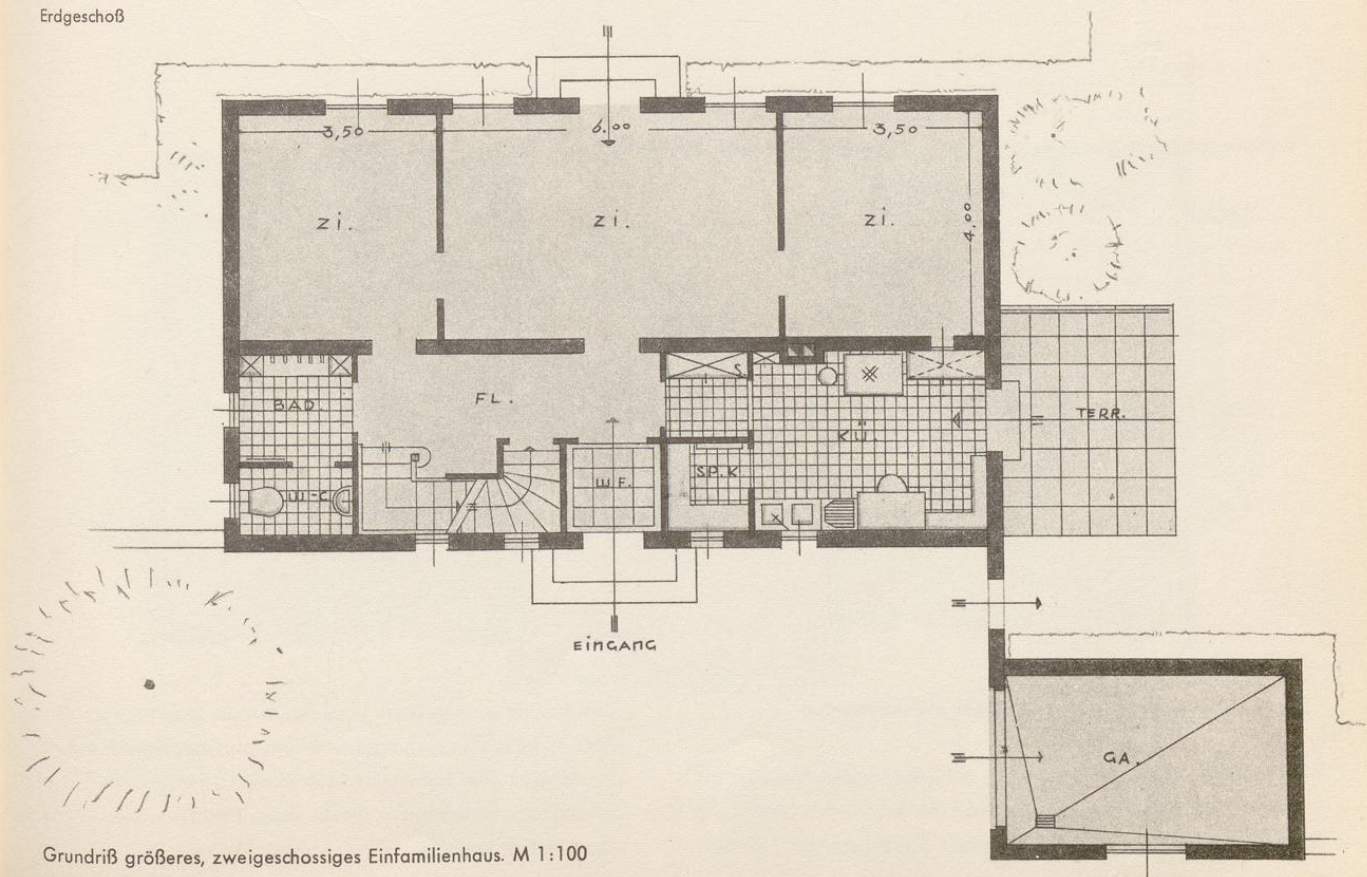 Erdgeschoß
3,50 6.00 3,50
Zi. Zi. Zi.
4.00
BAD. FL. S. KÜ. TERR.
W-C W F. SP.K
EINGANG
GA.
Grundriß größeres, zweigeschossiges Einfamilienhaus. M 1:100